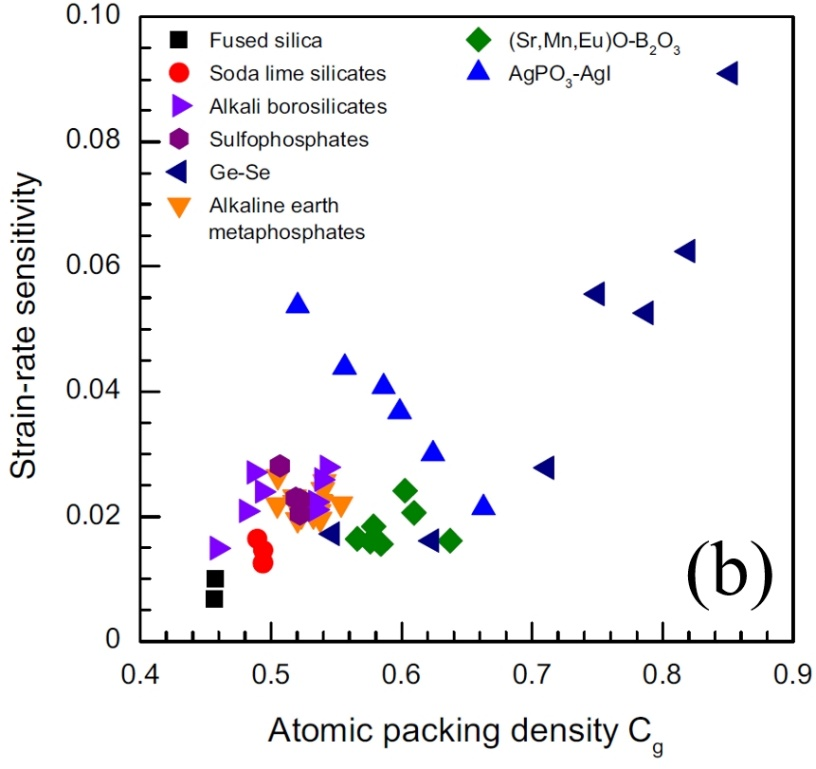 0.10
0.08
0.06
0.04
0.02
0
Strain-rate sensitivity
Fused silica
Soda lime silicates
Alkali borosilicates
Sulfophosphates
Ge-Se
Alkaline earth
metaphosphates
(Sr,Mn,Eu)O-B₂O₃
AgPO₃-AgI
(b)
0.4 0.5 0.6 0.7 0.8 0.9
Atomic packing density C_g